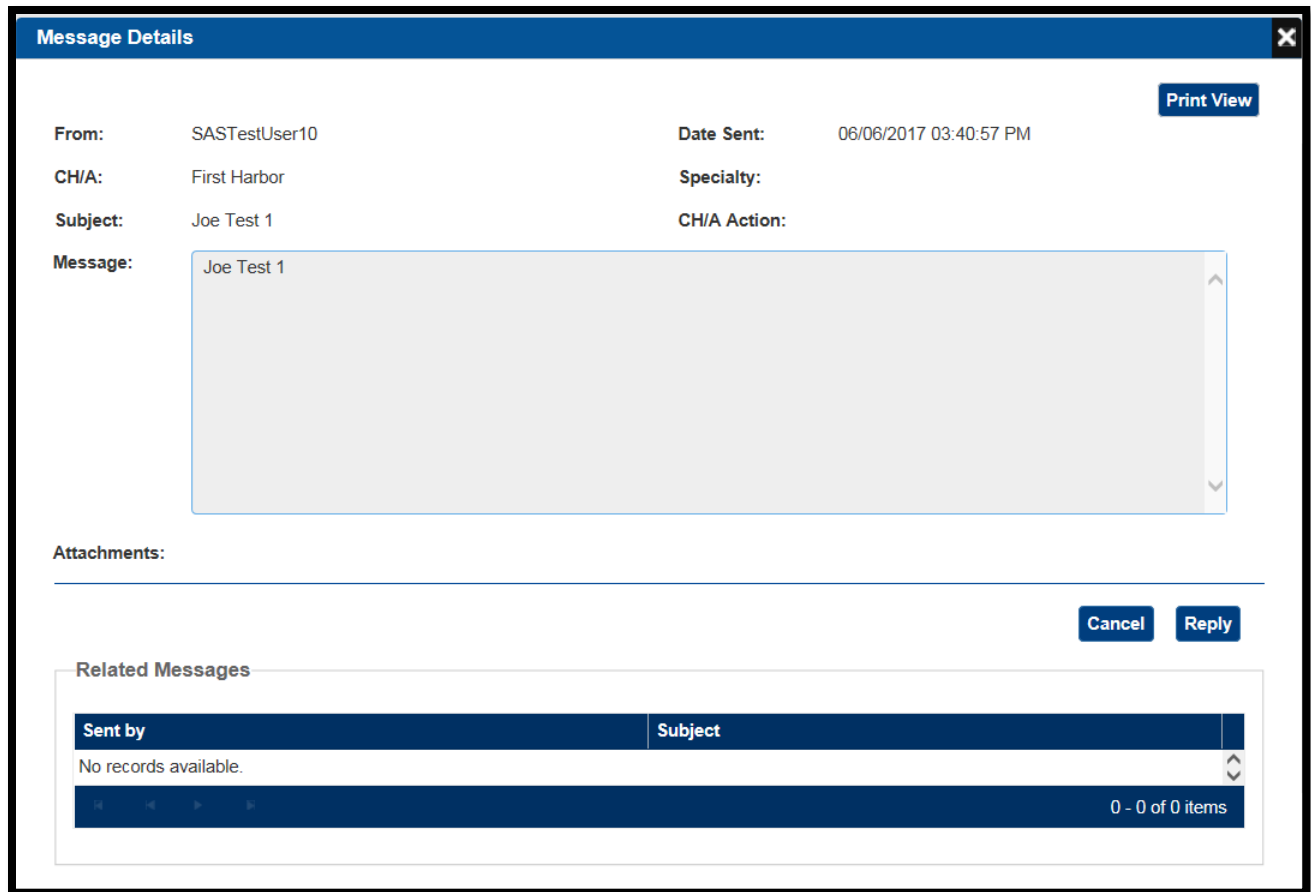 Message Details
Print View
From: SASTestUser10 Date Sent: 06/06/2017 03:40:57 PM
CH/A: First Harbor Specialty:
Subject: Joe Test 1 CH/A Action:
Message: Joe Test 1
Attachments:
Cancel Reply
Related Messages
Sent by Subject
No records available.
0 - 0 of 0 items